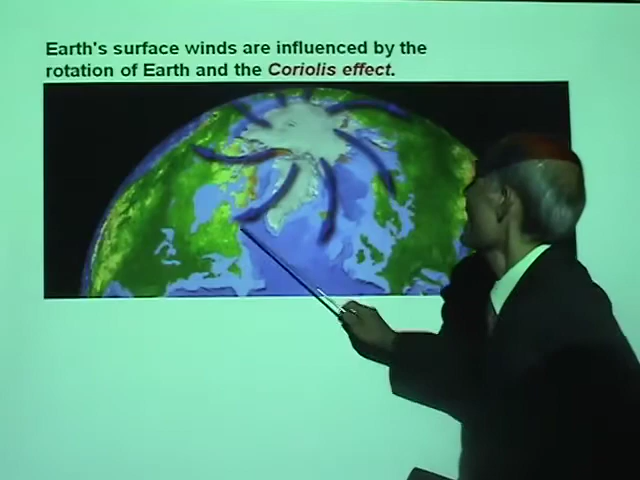 Earth's surface winds are influenced by the
rotation of Earth and the Coriolis effect.